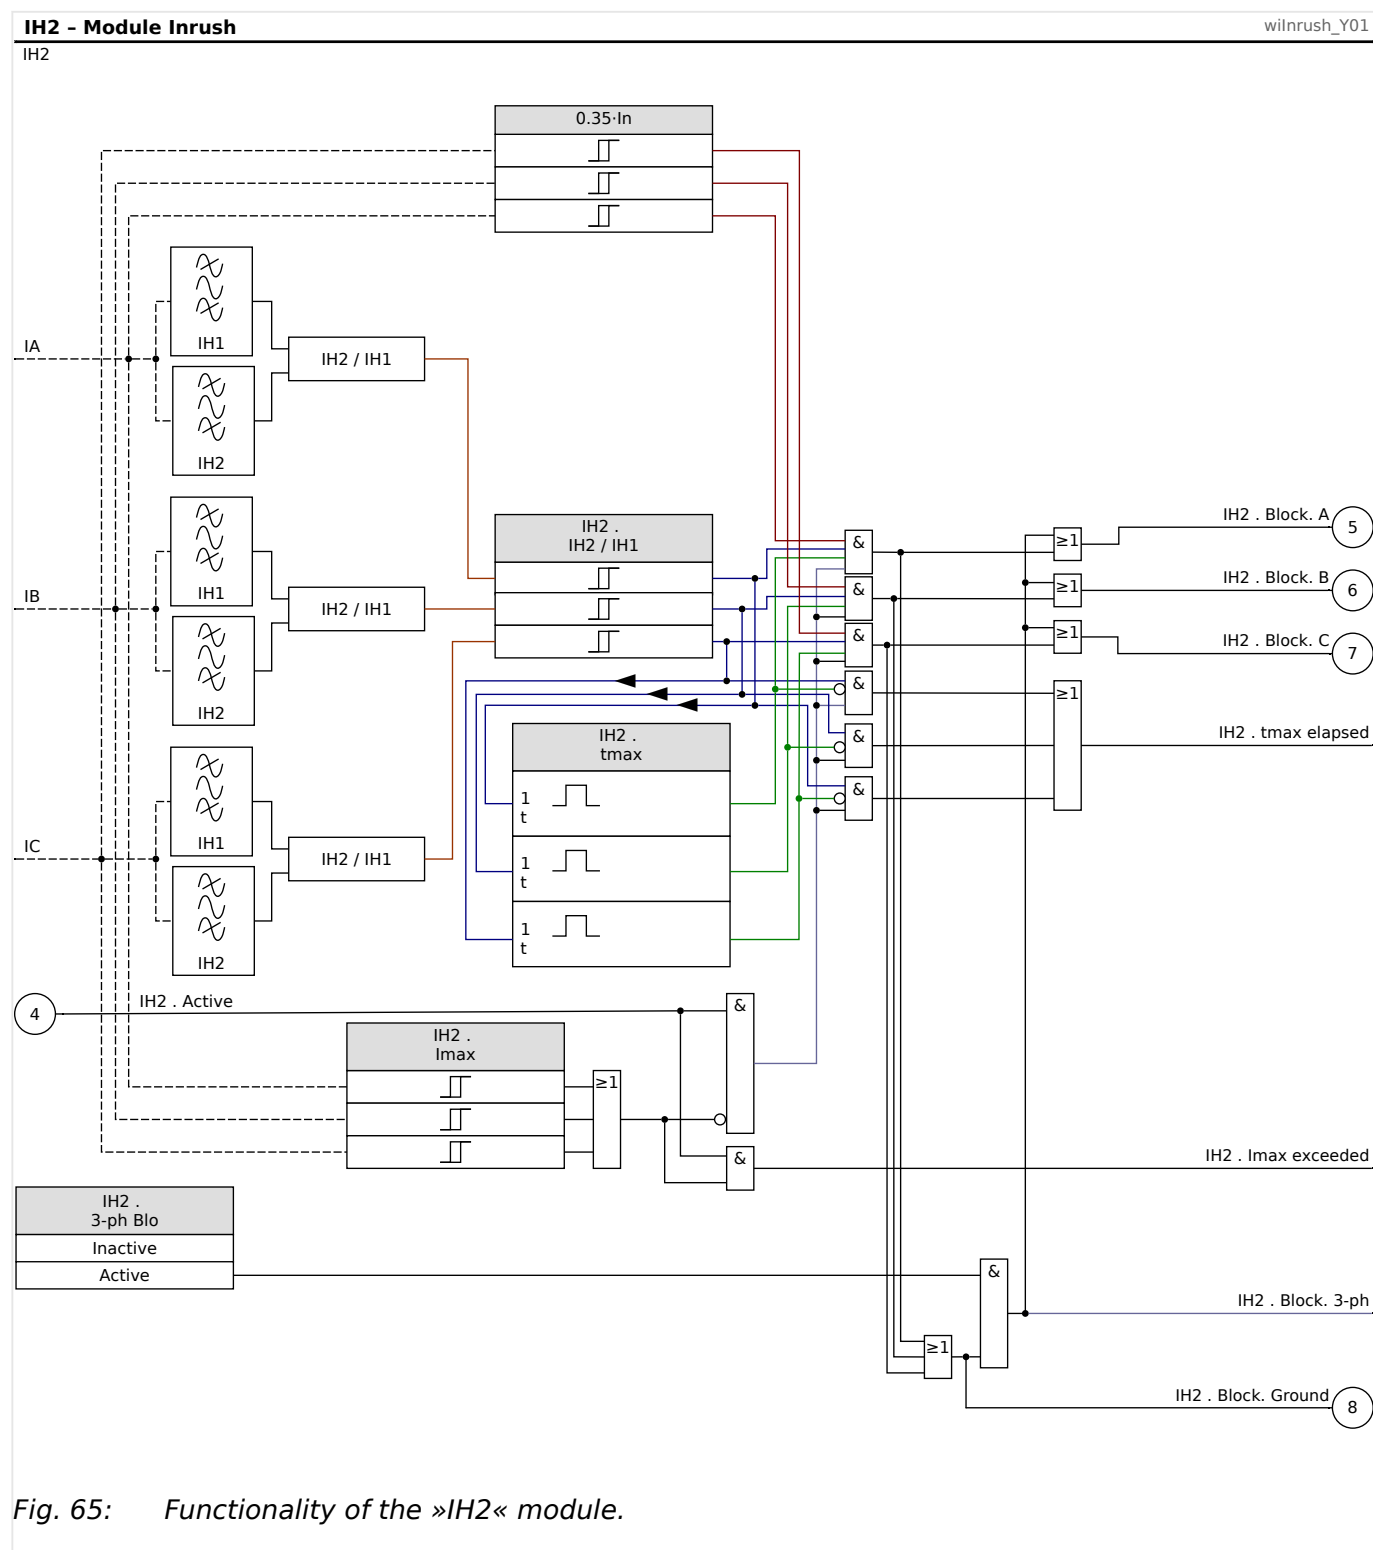 IH2 – Module Inrush
wiInrush_Y01
IH2
0.35·In
IH1
IA
IH2 / IH1
IH2
IH1
IB
IH2 / IH1
IH2
IH1
IC
IH2 / IH1
IH2
IH2 .
IH2 / IH1
&
&
&
&
&
&
≥1
≥1
≥1
≥1
IH2 . Block. A
5
IH2 . Block. B
6
IH2 . Block. C
7
IH2 . tmax elapsed
IH2 .
tmax
1
t
1
t
1
t
4
IH2 . Active
&
IH2 .
Imax
≥1
&
IH2 . Imax exceeded
IH2 .
3-ph Blo
Inactive
Active
&
IH2 . Block. 3-ph
≥1
IH2 . Block. Ground
8
Fig. 65: Functionality of the »IH2« module.